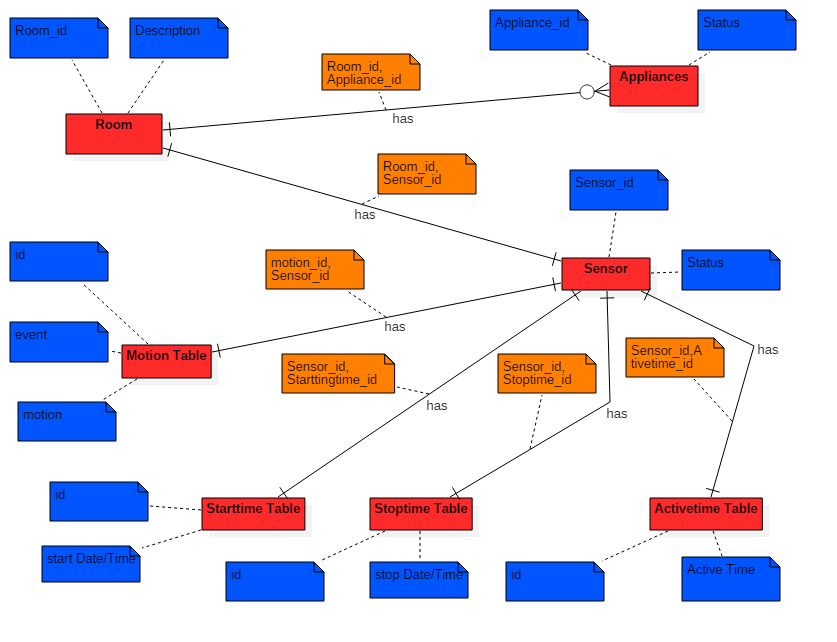 Room_id
Description
Appliance_id
Status
Room_id,
Appliance_id
Appliances
has
Room
Room_id,
Sensor_id
Sensor_id
has
id
motion_id,
Sensor_id
Sensor
Status
has
event
Motion Table
Sensor_id,A
tivetime_id
has
Sensor_id,
Starttingtime_id
Sensor_id,
Stoptime_id
motion
has
has
id
Starttime Table
Stoptime Table
Activetime Table
start Date/Time
id
stop Date/Time
id
Active Time